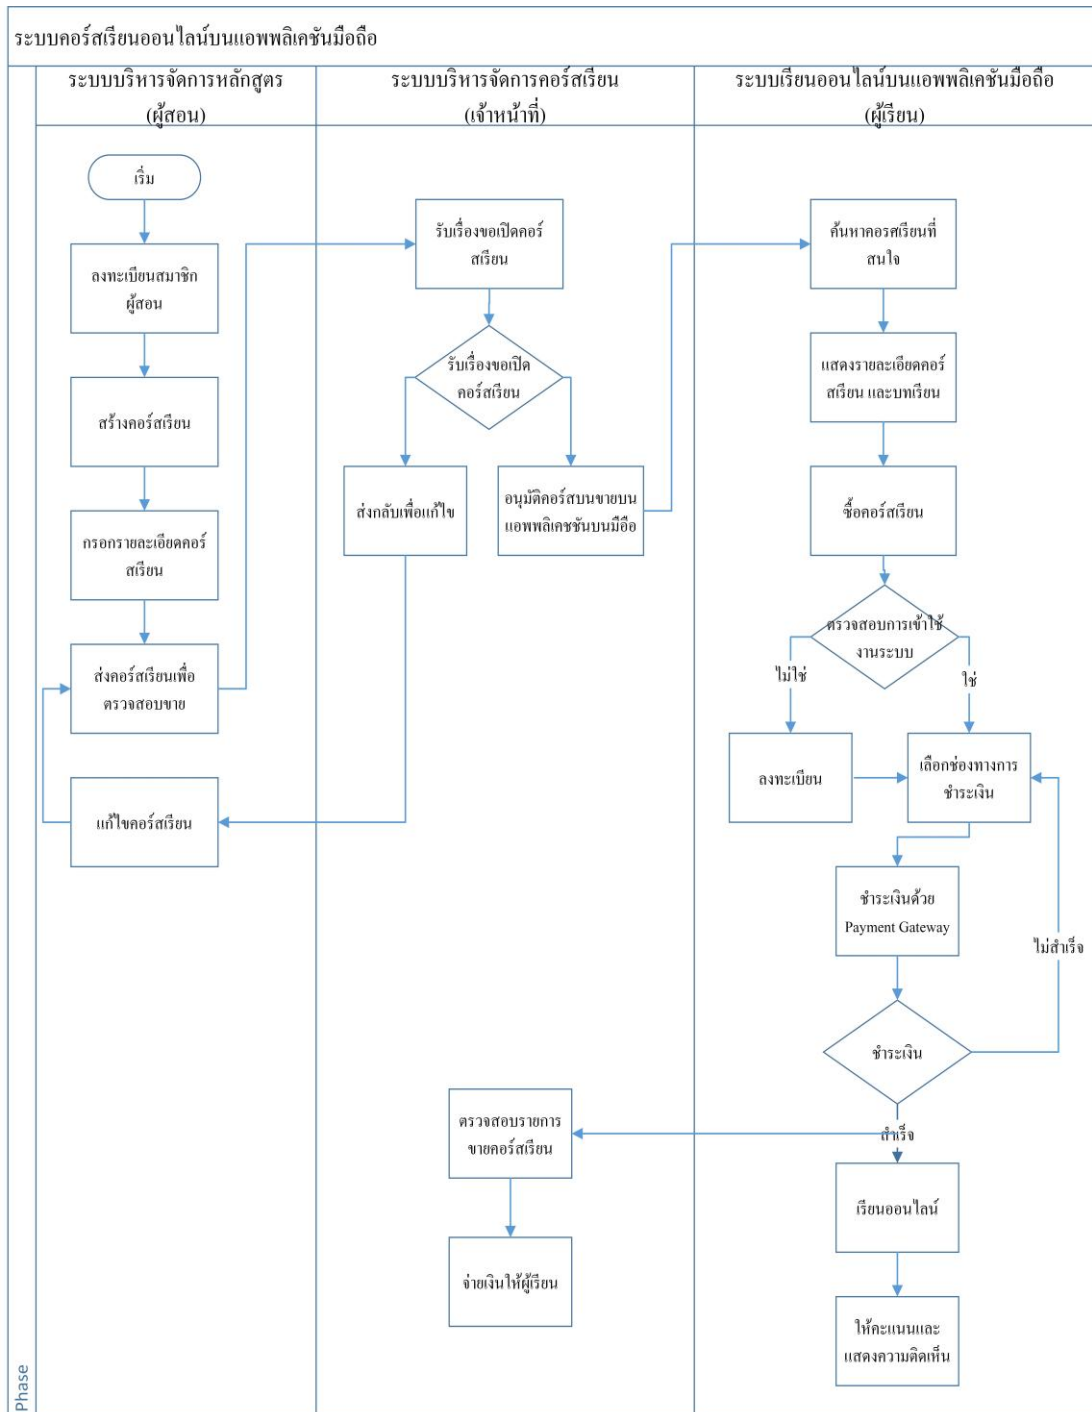 ระบบคอร์สเรียนออนไลน์บนแอพพลิเคชันมือถือ
ระบบบริหารจัดการหลักสูตร
(ผู้สอน)
ระบบบริหารจัดการคอร์สเรียน
(เจ้าหน้าที่)
ระบบเรียนออนไลน์บนแอพพลิเคชันมือถือ
(ผู้เรียน)
เริ่ม
ลงทะเบียนสมาชิก
ผู้สอน
สร้างคอร์สเรียน
กรอกรายละเอียดคอร์
สเรียน
ส่งคอร์สเรียนเพื่อ
ตรวจสอบขาย
แก้ไขคอร์สเรียน
รับเรื่องขอเปิดคอร์
สเรียน
รับเรื่องขอเปิด
คอร์สเรียน
ส่งกลับเพื่อแก้ไข
อนุมัติคอร์สบนขายบน
แอพพลิเคชชันบนมือือ
ตรวจสอบรายการ
ขายคอร์สเรียน
จ่ายเงินให้ผู้เรียน
ค้นหาคอรศเรียนที่
สนใจ
แสดงรายละเอียดคอร์
สเรียน และบทเรียน
ซื้อคอร์สเรียน
ตรวจสอบการเข้าใช้
งานระบบ
ไม่ใช่
ใช่
ลงทะเบียน
เลือกช่องทางการ
ชำระเงิน
ชำระเงินด้วย
Payment Gateway
ไม่สำเร็จ
ชำระเงิน
สำเร็จ
เรียนออนไลน์
ให้คะแนนและ
แสดงความติดเห็น
Phase